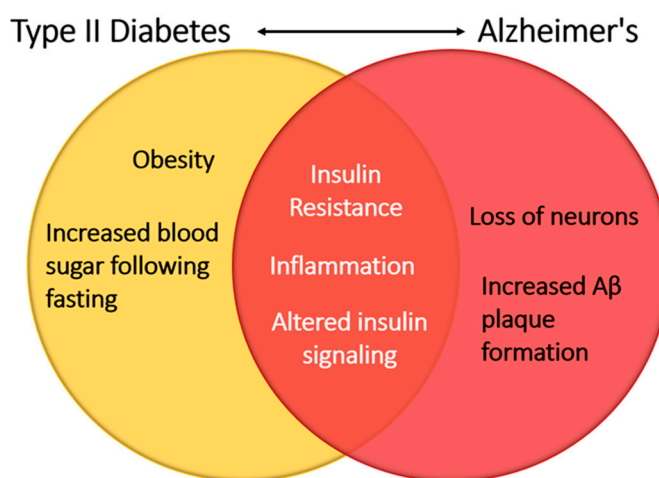 Type II Diabetes
Alzheimer's
Obesity
Increased blood
sugar following
fasting
Insulin
Resistance
Inflammation
Altered insulin
signaling
Loss of neurons
Increased Aβ
plaque
formation